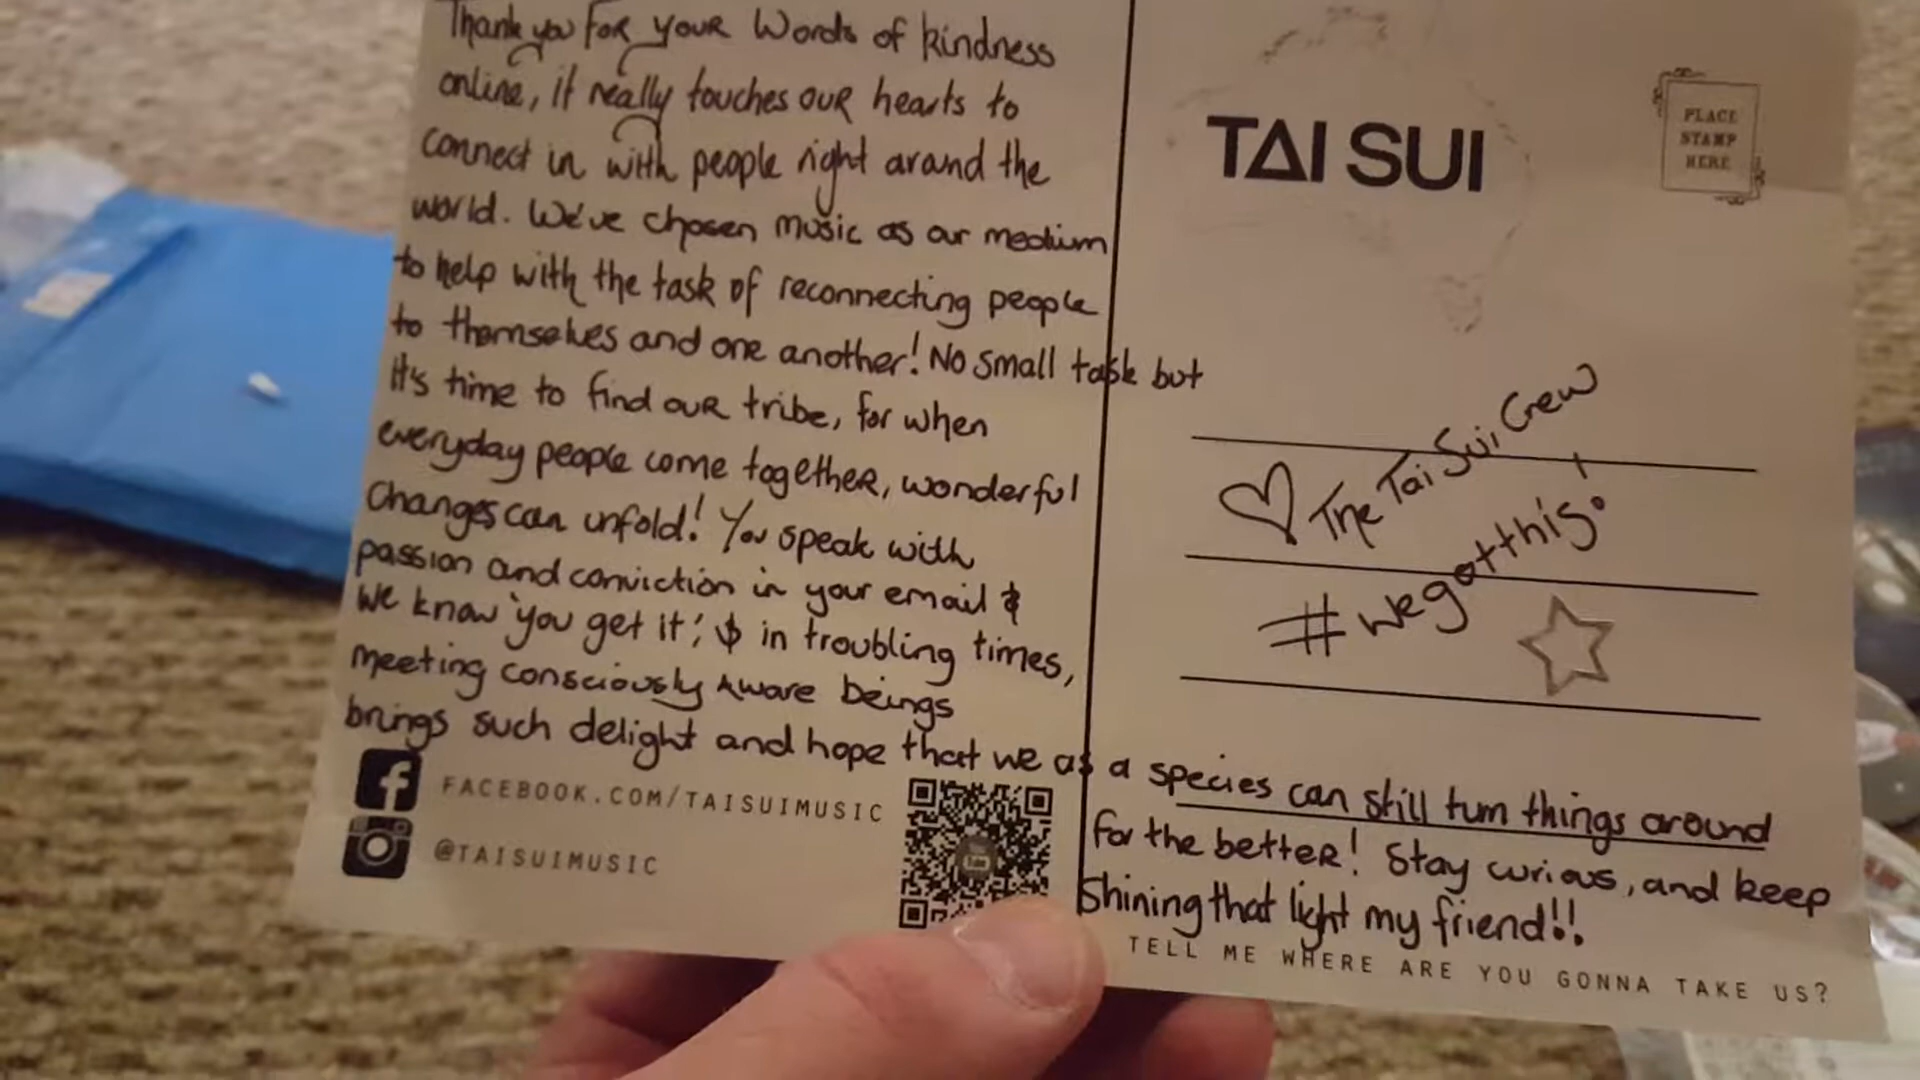 Thank you for your words of kindness
online, it really touches our hearts to
connect in with people right around the
world. We've chosen music as our medium
to help with the task of reconnecting people
to themselves and one another! No small task but
it's time to find our tribe, for when
everyday people come together, wonderful
changes can unfold! You speak with
passion and conviction in your email &
we know 'you get it', & in troubling times,
meeting consciously aware beings
brings such delight and hope that we as a species can still turn things around
for the better! Stay curious, and keep
shining that light my friend!!
FACEBOOK.COM/TAISUIMUSIC
@TAISUIMUSIC
TAI SUI
PLACE
STAMP
HERE
The Tai Sui Crew
#wegotthis!
TELL ME WHERE ARE YOU GONNA TAKE US?